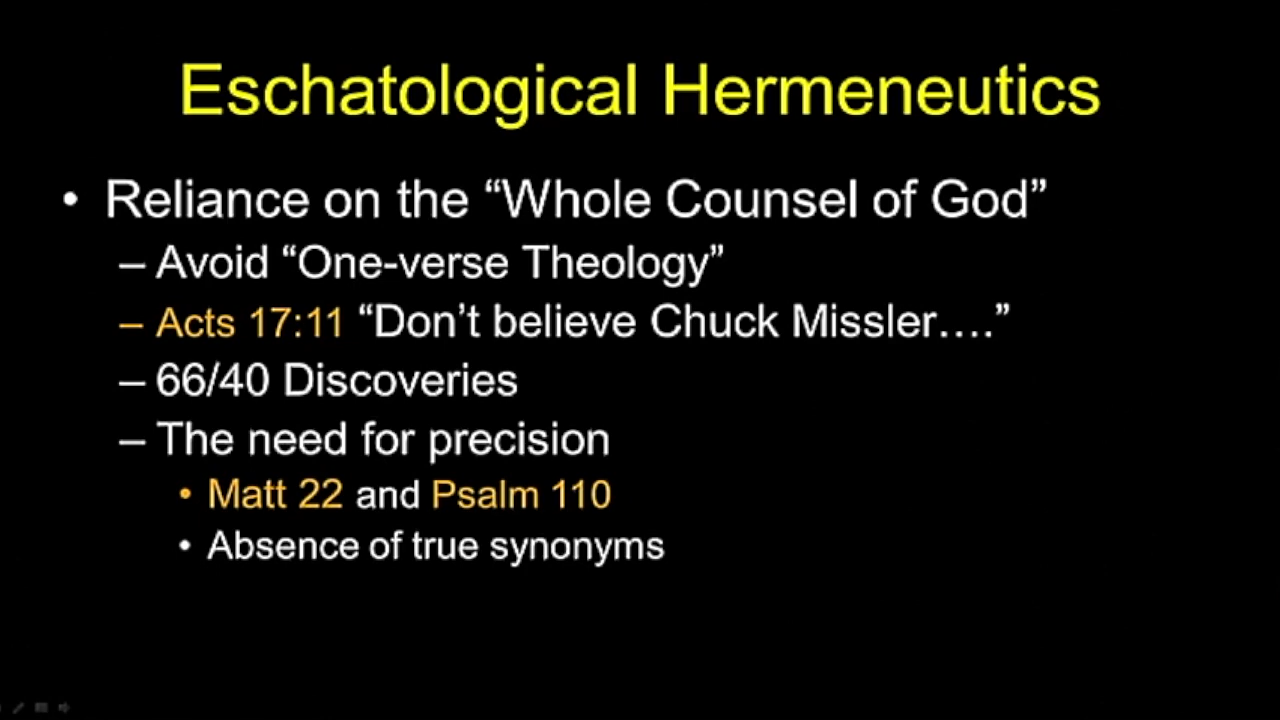 Eschatological Hermeneutics
• Reliance on the “Whole Counsel of God”
– Avoid “One-verse Theology”
– Acts 17:11 “Don’t believe Chuck Missler….”
– 66/40 Discoveries
– The need for precision
• Matt 22 and Psalm 110
• Absence of true synonyms